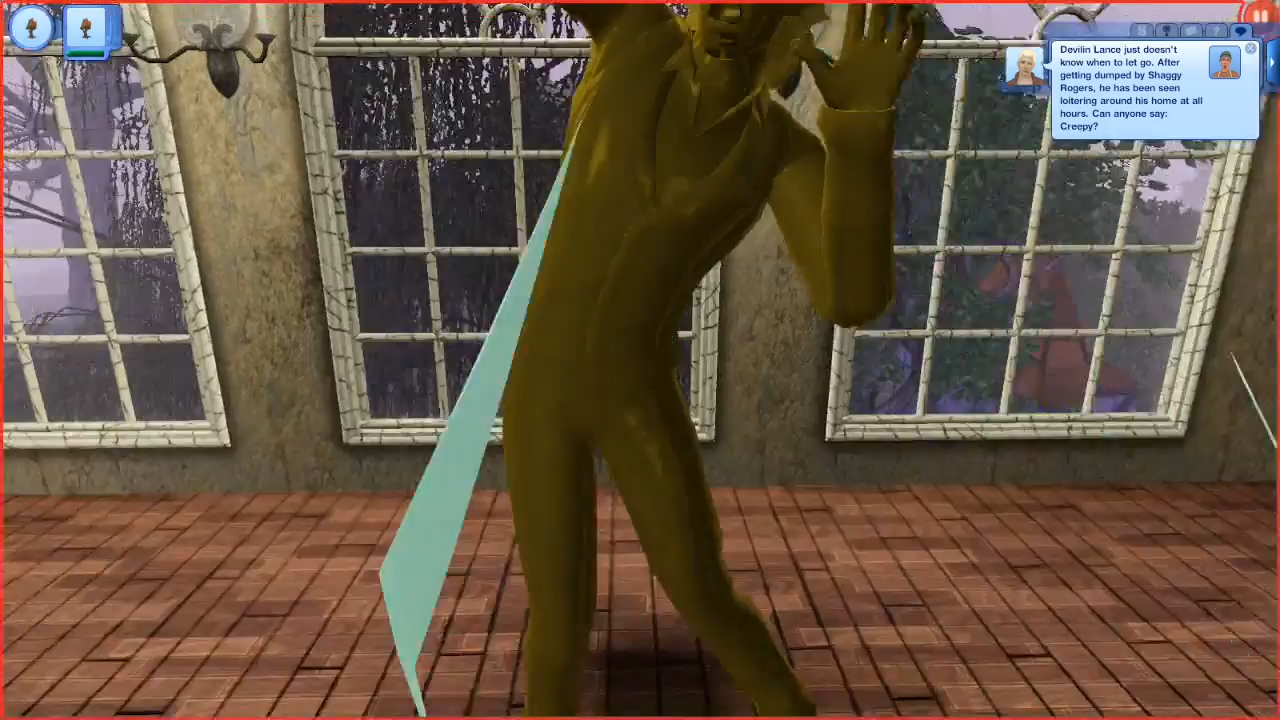 Devilin Lance just doesn't
know when to let go. After
getting dumped by Shaggy
Rogers, he has been seen
loitering around his home at all
hours. Can anyone say:
Creepy?